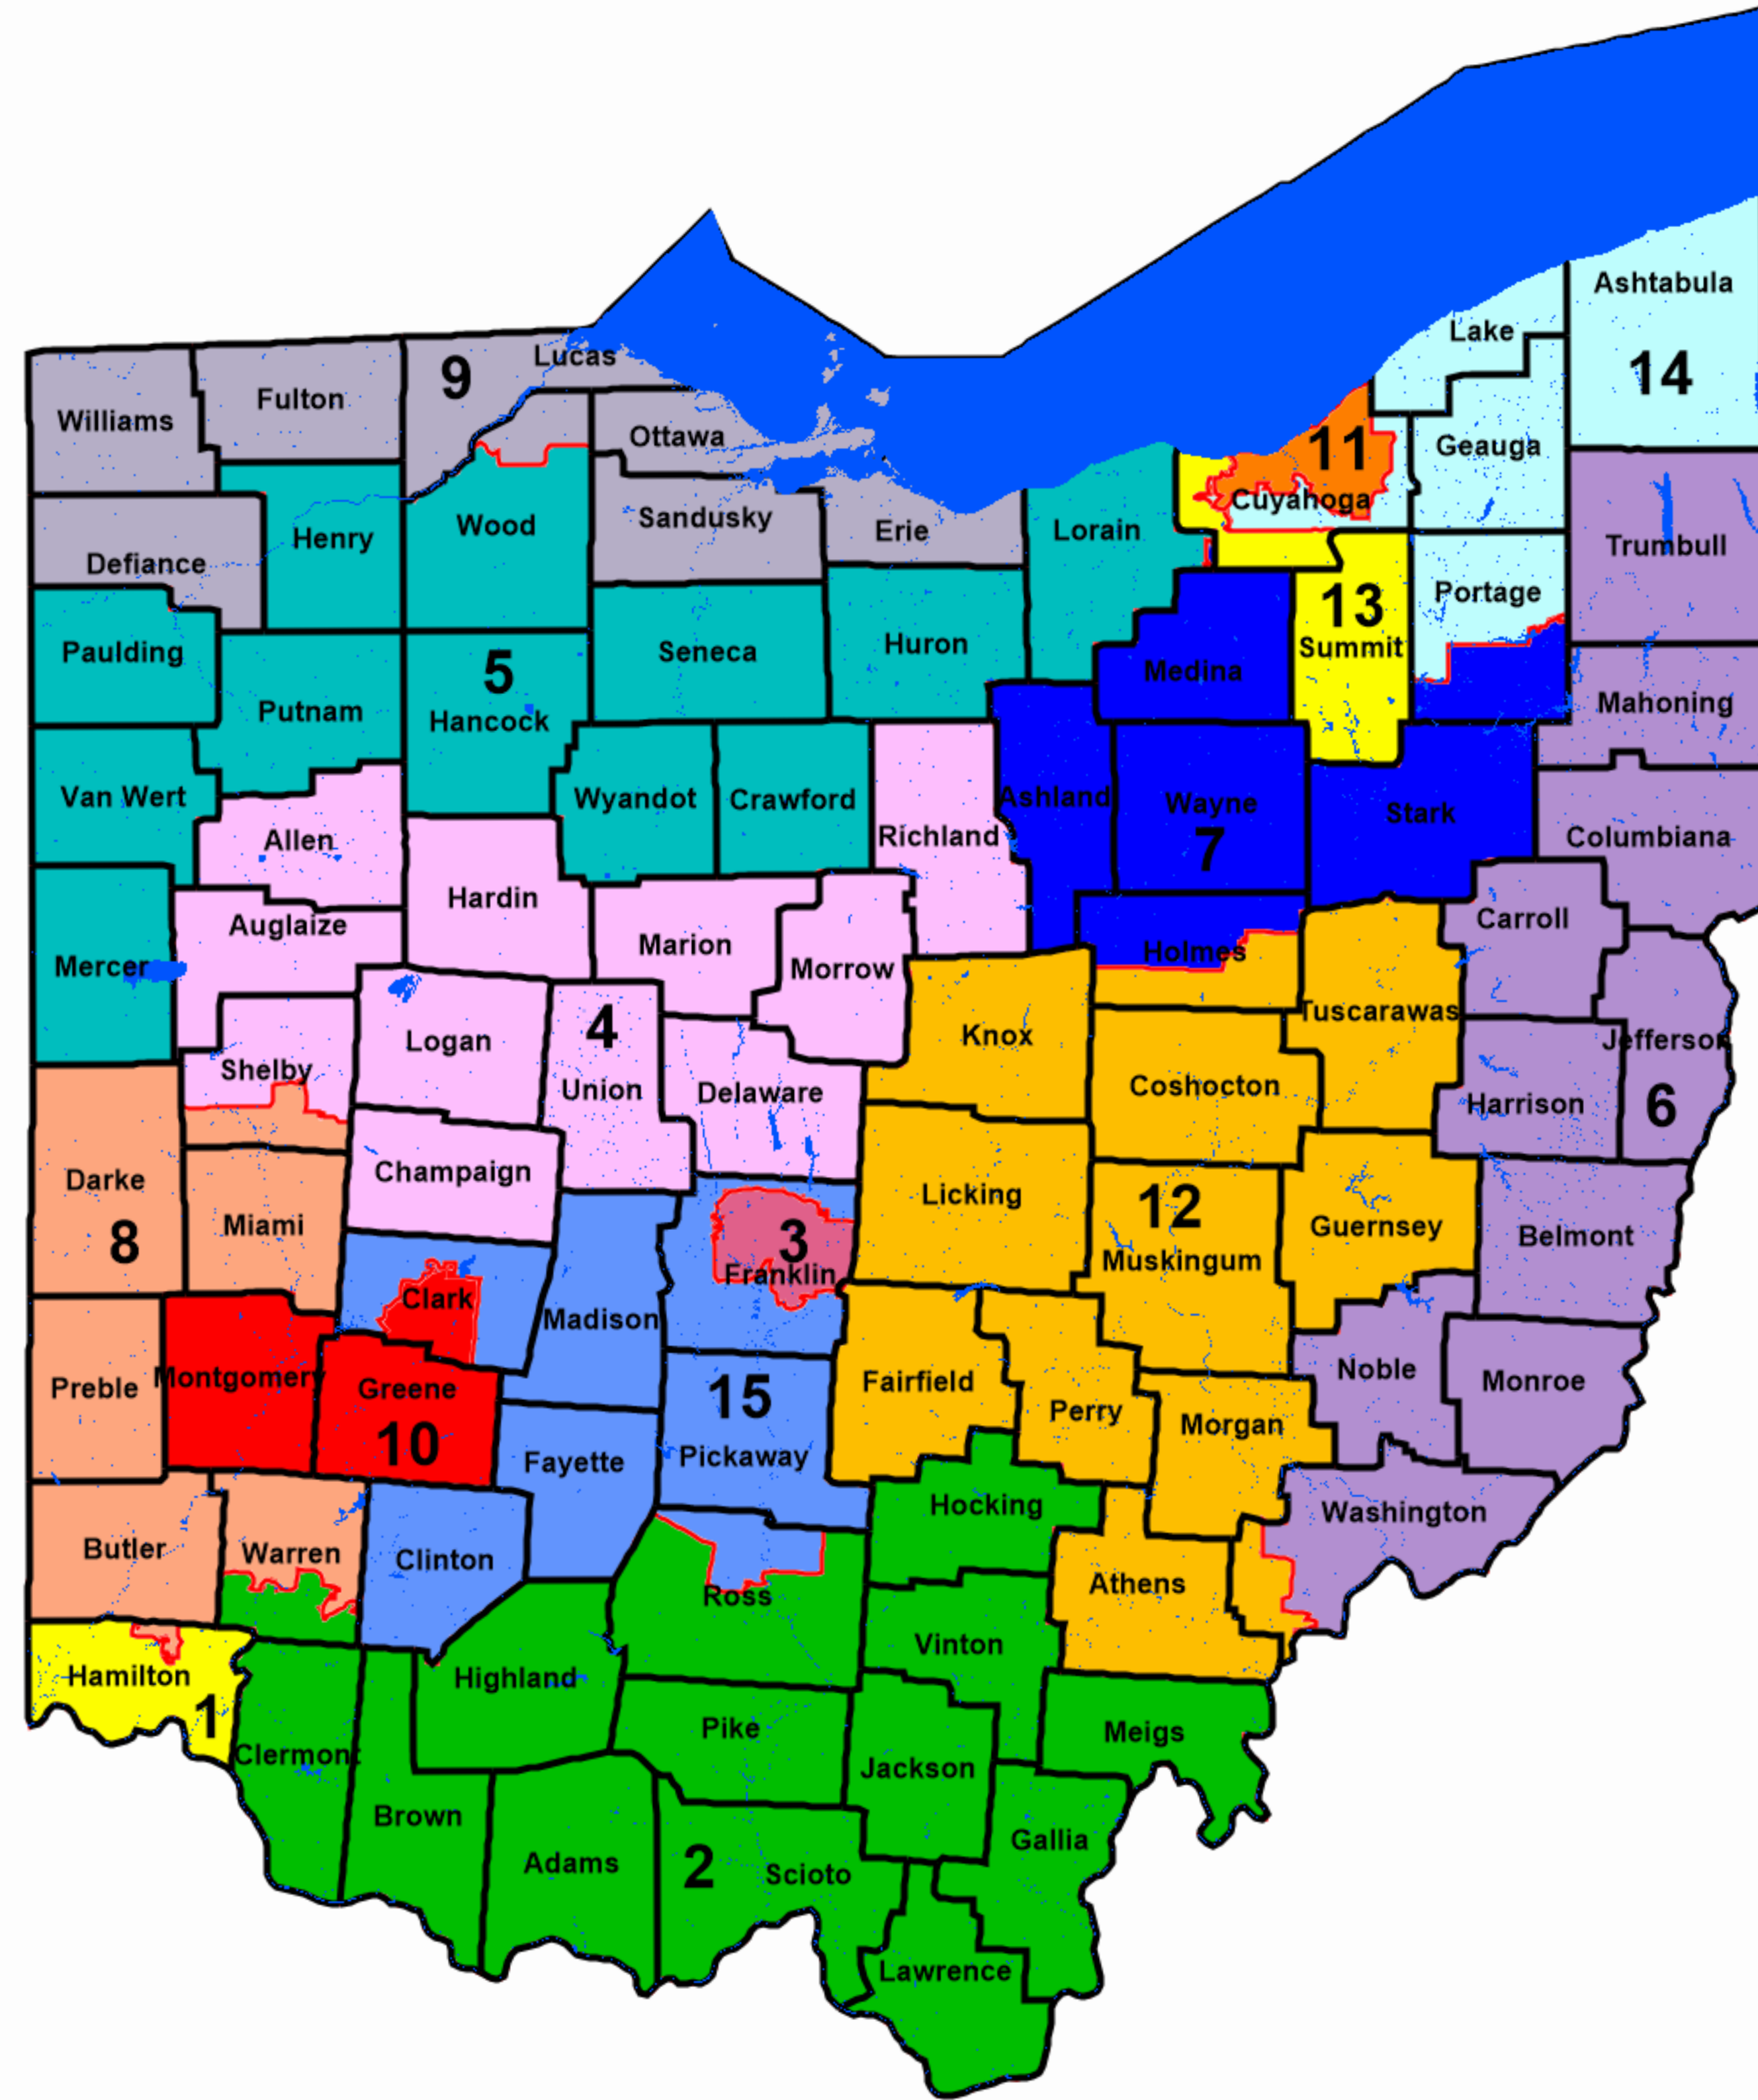 Ashtabula
Lake
14
Lucas
9
Fulton
Williams
Ottawa
11
Geauga
Cuyahoga
Sandusky
Wood
Erie
Lorain
Henry
Trumbull
Defiance
Portage
13
Summit
Paulding
Seneca
Huron
5
Medina
Mahoning
Putnam
Hancock
Van Wert
Wyandot
Crawford
Ashland
Wayne
Stark
Allen
Richland
7
Columbiana
Hardin
Carroll
Auglaize
Marion
Holmes
Mercer
Morrow
Tuscarawas
4
Knox
Logan
Jefferson
Shelby
Union
Delaware
Coshocton
Harrison
6
Champaign
Darke
Licking
12
Miami
Guernsey
Belmont
8
3
Muskingum
Franklin
Clark
Madison
Montgomery
Preble
Greene
Fairfield
Noble
Monroe
15
Perry
Morgan
10
Fayette
Pickaway
Hocking
Washington
Butler
Warren
Clinton
Athens
Ross
Vinton
Hamilton
Highland
1
Pike
Meigs
Clermont
Jackson
Brown
Gallia
Adams
2
Scioto
Lawrence